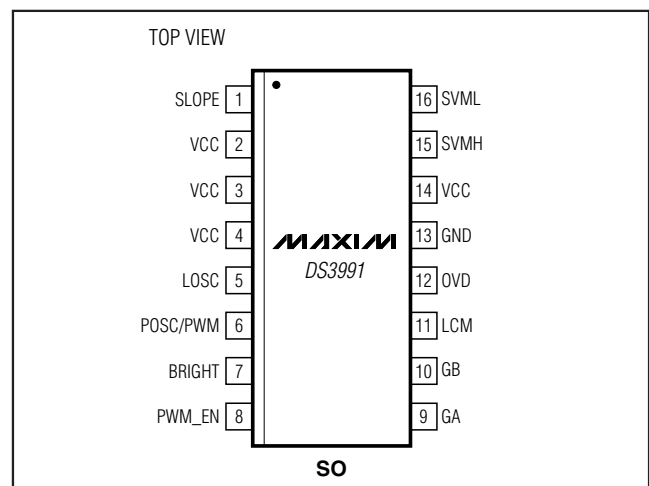 TOP VIEW
SLOPE 1
VCC 2
VCC 3
VCC 4
LOSC 5
POSC/PWM 6
BRIGHT 7
PWM_EN 8
MAXIM
DS3991
16 SVML
15 SVMH
14 VCC
13 GND
12 OVD
11 LCM
10 GB
9 GA
SO